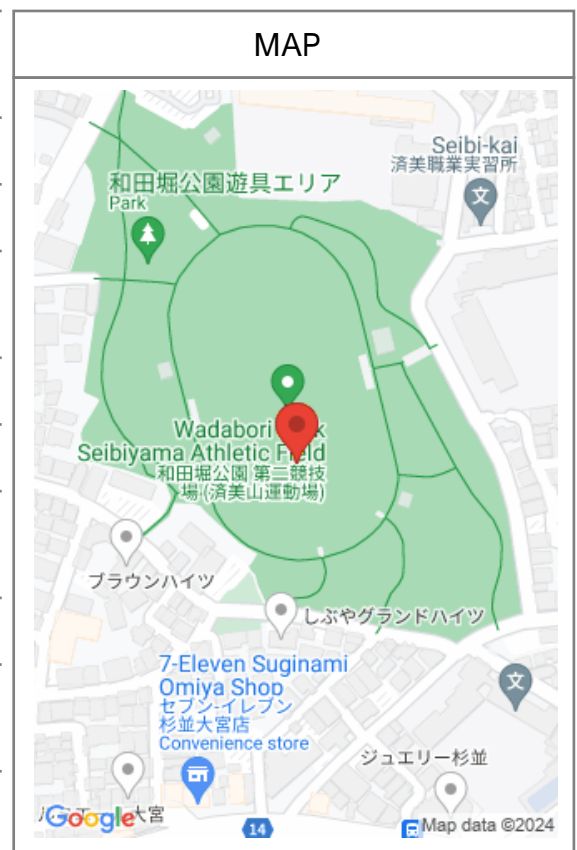 MAP
Seibi-kai
済美職業実習所
文
和田堀公園遊具エリア
Park
Wadabori
Seibiyama Athletic Field
和田堀公園 第二競技
場 (済美山運動場)
ブラウンハイツ
しぶやグランドハイツ
7-Eleven Suginami
Omiya Shop
セブン-イレブン
杉並大宮店
Convenience store
文
ジュエリー杉並
大宮
Google
14
Map data ©2024